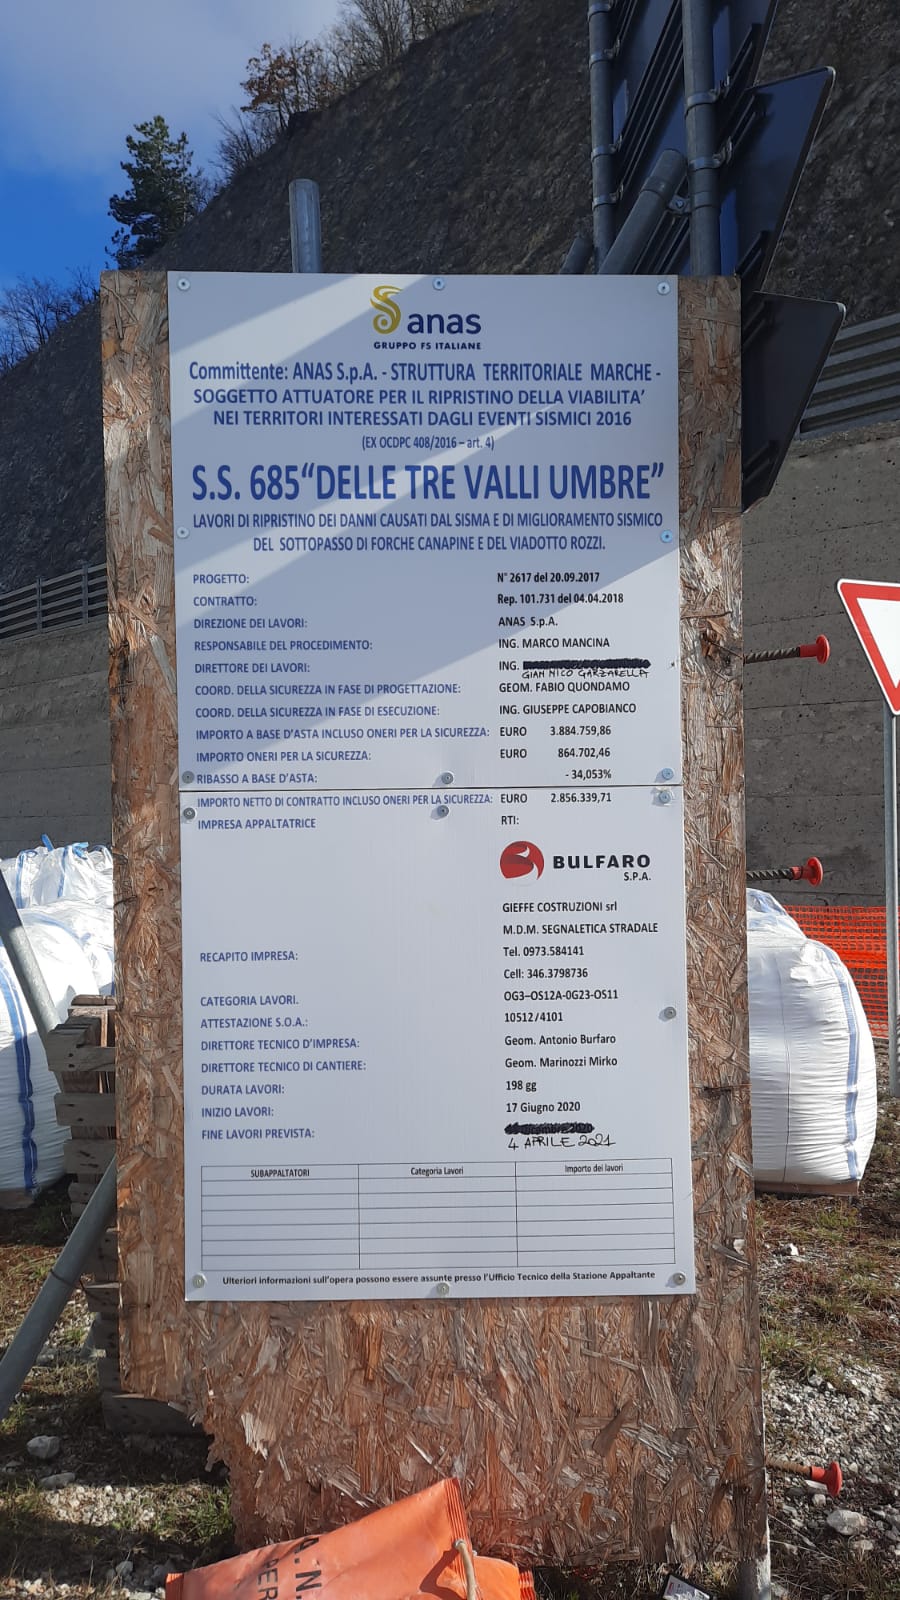 anas
GRUPPO FS ITALIANE
Committente: ANAS S.p.A. - STRUTTURA TERRITORIALE MARCHE -
SOGGETTO ATTUATORE PER IL RIPRISTINO DELLA VIABILITA'
NEI TERRITORI INTERESSATI DAGLI EVENTI SISMICI 2016
(EX OCDPC 408/2016 – art. 4)
S.S. 685“DELLE TRE VALLI UMBRE”
LAVORI DI RIPRISTINO DEI DANNI CAUSATI DAL SISMA E DI MIGLIORAMENTO SISMICO
DEL SOTTOPASSO DI FORCHE CANAPINE E DEL VIADOTTO ROZZI.
PROGETTO: N° 2617 del 20.09.2017
CONTRATTO: Rep. 101.731 del 04.04.2018
DIREZIONE DEI LAVORI: ANAS S.p.A.
RESPONSABILE DEL PROCEDIMENTO: ING. MARCO MANCINA
DIRETTORE DEI LAVORI: ING.
GIAN NICO GARZARELLA
COORD. DELLA SICUREZZA IN FASE DI PROGETTAZIONE: GEOM. FABIO QUONDAMO
COORD. DELLA SICUREZZA IN FASE DI ESECUZIONE: ING. GIUSEPPE CAPOBIANCO
IMPORTO A BASE D'ASTA INCLUSO ONERI PER LA SICUREZZA: EURO 3.884.759,86
IMPORTO ONERI PER LA SICUREZZA: EURO 864.702,46
RIBASSO A BASE D'ASTA: - 34,053%
IMPORTO NETTO DI CONTRATTO INCLUSO ONERI PER LA SICUREZZA: EURO 2.856.339,71
IMPRESA APPALTATRICE RTI:
BULFARO
S.P.A.
GIEFFE COSTRUZIONI srl
M.D.M. SEGNALETICA STRADALE
RECAPITO IMPRESA: Tel. 0973.584141
Cell: 346.3798736
CATEGORIA LAVORI. OG3–OS12A-0G23-OS11
ATTESTAZIONE S.O.A.: 10512/4101
DIRETTORE TECNICO D'IMPRESA: Geom. Antonio Burfaro
DIRETTORE TECNICO DI CANTIERE: Geom. Marinozzi Mirko
DURATA LAVORI: 198 gg
INIZIO LAVORI: 17 Giugno 2020
FINE LAVORI PREVISTA:
4 APRILE 2021
SUBAPPALTATORI Categoria Lavori Importo dei lavori
Ulteriori informazioni sull'opera possono essere assunte presso l'Ufficio Tecnico della Stazione Appaltante